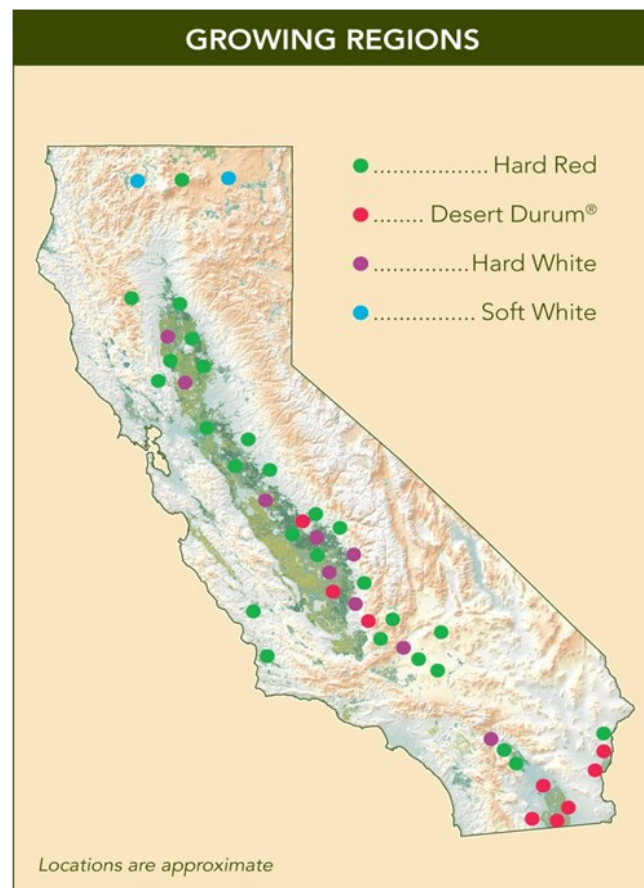 GROWING REGIONS
.................. Hard Red
........ Desert Durum®
............... Hard White
................ Soft White
Locations are approximate